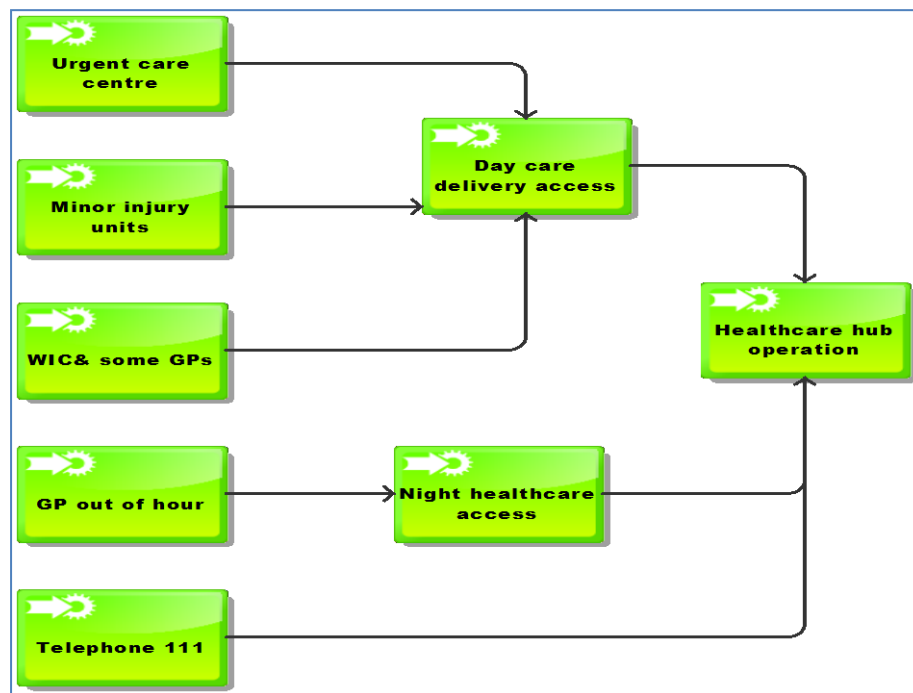 Urgent care
centre
Day care
delivery access
Minor injury
units
Healthcare hub
operation
WIC& some GPs
GP out of hour
Night healthcare
access
Telephone 111